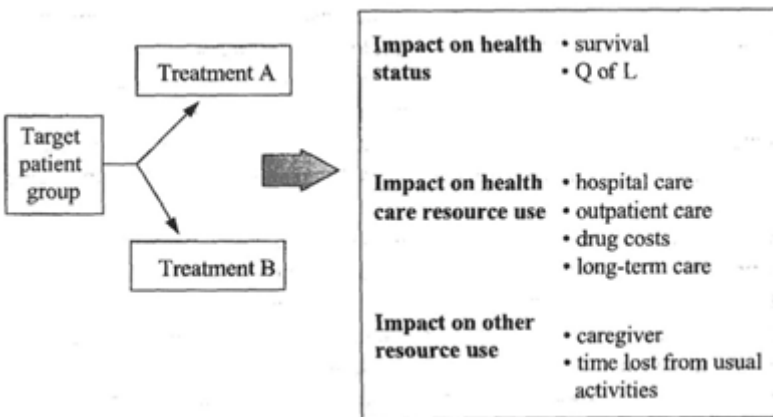 Treatment A
Target
patient
group
Treatment B
Impact on health
status
• survival
• Q of L
Impact on health
care resource use
• hospital care
• outpatient care
• drug costs
• long-term care
Impact on other
resource use
• caregiver
• time lost from usual
activities